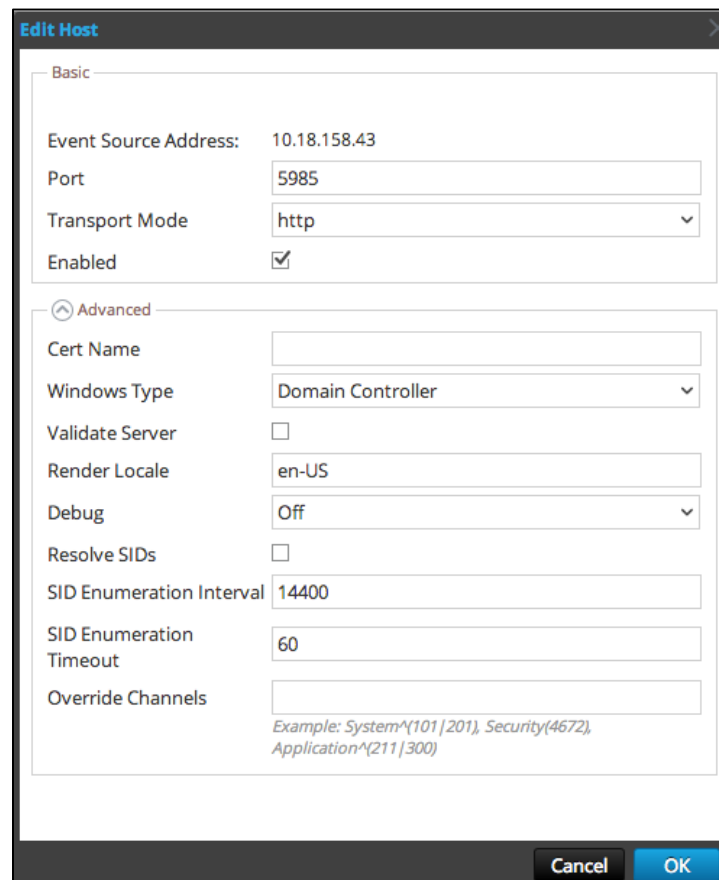 Edit Host
Basic
Event Source Address: 10.18.158.43
Port 5985
Transport Mode http
Enabled
Advanced
Cert Name
Windows Type Domain Controller
Validate Server
Render Locale en-US
Debug Off
Resolve SIDs
SID Enumeration Interval 14400
SID Enumeration
Timeout 60
Override Channels
Example: System^(101|201), Security(4672),
Application^(211|300)
Cancel OK